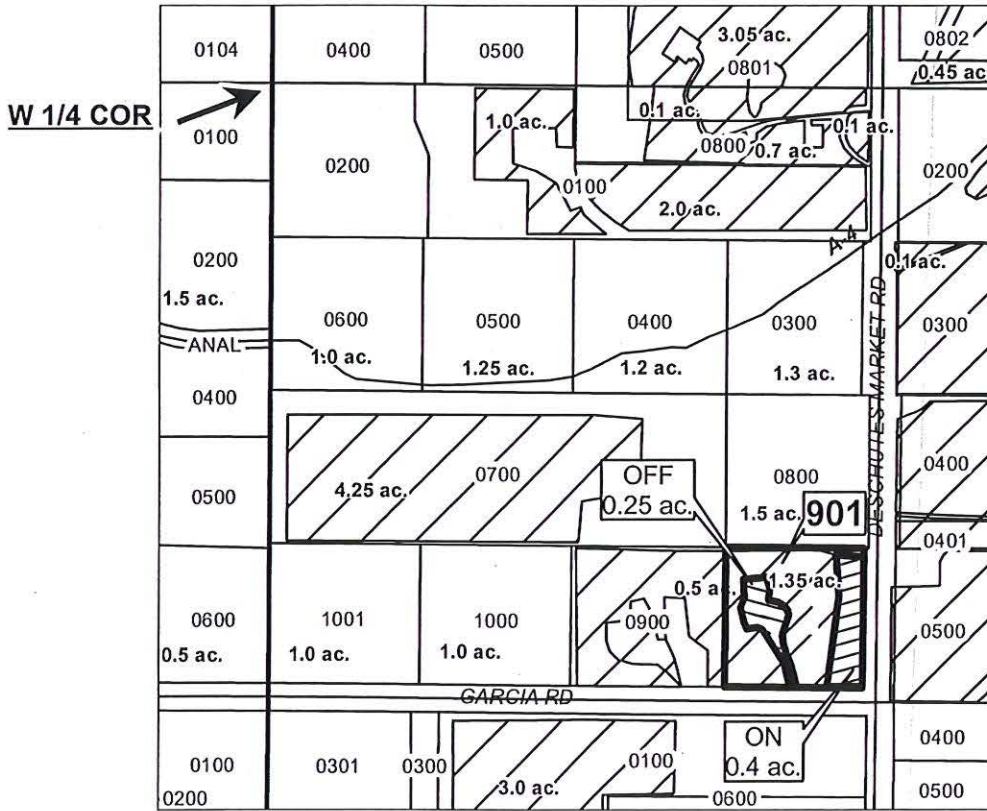 0104 0400 0500 3.05 ac. 0802
0801 0.45 ac.
W 1/4 COR
0100 1.0 ac. 0.1 ac. 0.1 ac.
0200 0800 0.7 ac. 0200
0100
2.0 ac.
A-4
0200 0.1 ac.
1.5 ac. 0600 0500 0400 0300 DESCHUTES MARKET RD 0300
ANAL 1.0 ac. 1.25 ac. 1.2 ac. 1.3 ac.
0400
0700 OFF 0800 0400
0500 4.25 ac. 0.25 ac. 1.5 ac. 901
0401
0.5 ac. 1.35 ac.
0600 1001 1000 0900 0500
0.5 ac. 1.0 ac. 1.0 ac.
GARCIA RD
ON 0400
0100 0301 0300 0100 0.4 ac.
0200 3.0 ac. 0600 0500